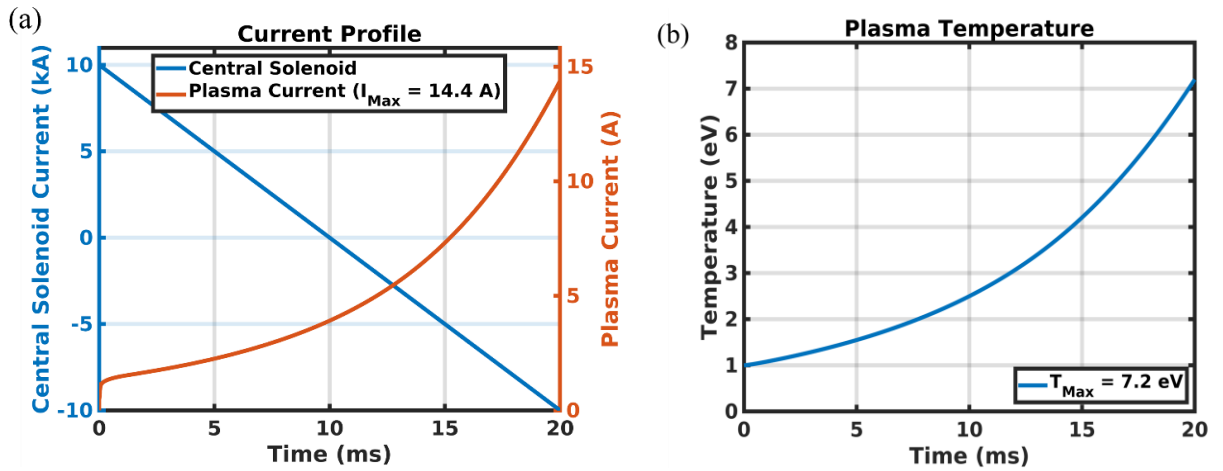 (a)
Current Profile
Central Solenoid Current (kA)
10
5
0
-5
-10
Central Solenoid
Plasma Current (I_Max = 14.4 A)
15
10
5
0
Plasma Current (A)
0 5 10 15 20
Time (ms)
(b)
Plasma Temperature
Temperature (eV)
8
7
6
5
4
3
2
1
0
T_Max = 7.2 eV
0 5 10 15 20
Time (ms)